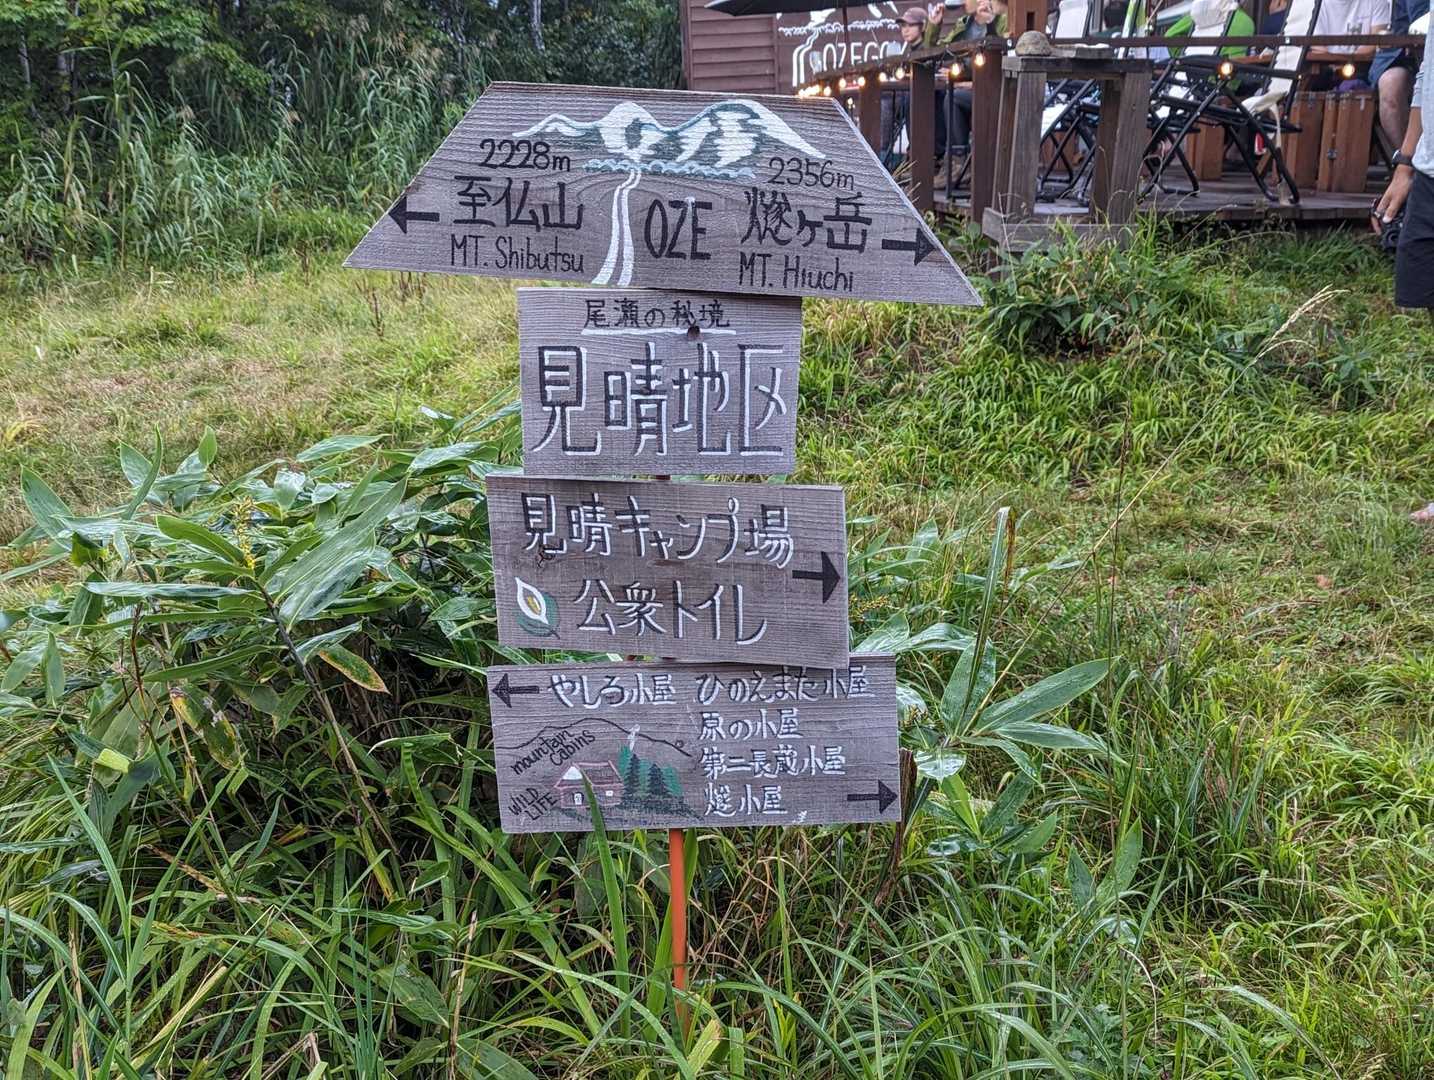 OZEGO
2228m
2356m
至仏山
OZE
燧ヶ岳
MT. Shibutsu
MT. Hiuchi
尾瀬の秘境
見晴地区
見晴キャンプ場
公衆トイレ
やしろ小屋 ひのえまた小屋
原の小屋
第二長蔵小屋
燧小屋
mountain
cabins
WILD
LIFE